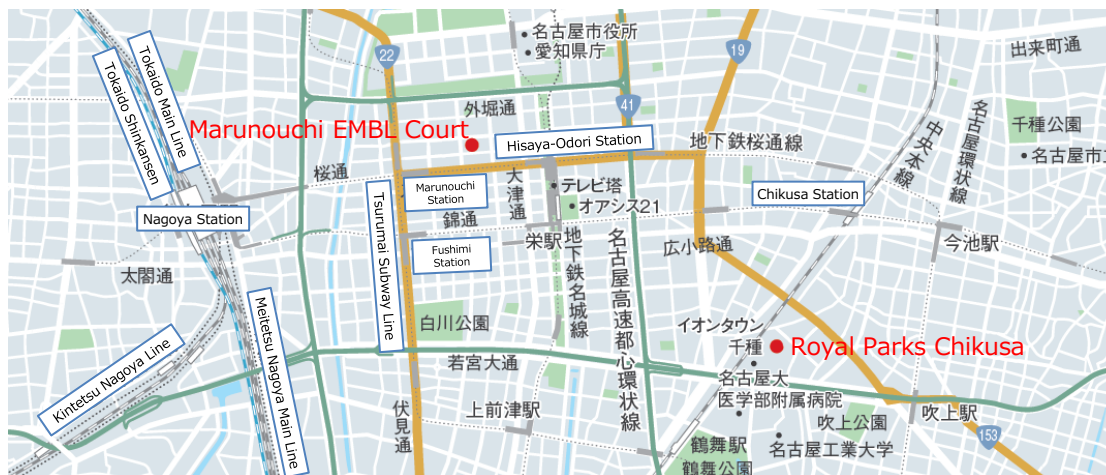 22
名古屋市役所
愛知県庁
19
出来町通
Tokaido Main Line
Tokaido Shinkansen
外堀通
41
名古屋環状線
千種公園
Marunouchi EMBL Court
Hisaya-Odori Station
地下鉄桜通線
中央本線
桜通
大津通
テレビ塔
オアシス21
Marunouchi
Station
Chikusa Station
Nagoya Station
錦通
栄駅
Fushimi
Station
広小路通
今池駅
太閤通
Tsurumai Subway Line
地下鉄名城線
名古屋高速都心環状線
白川公園
イオンタウン
千種
Royal Parks Chikusa
Meitetsu Nagoya Main Line
Kintetsu Nagoya Line
若宮大通
名古屋大
医学部附属病院
伏見通
上前津駅
吹上駅
吹上公園
鶴舞駅
鶴舞公園
名古屋工業大学
153